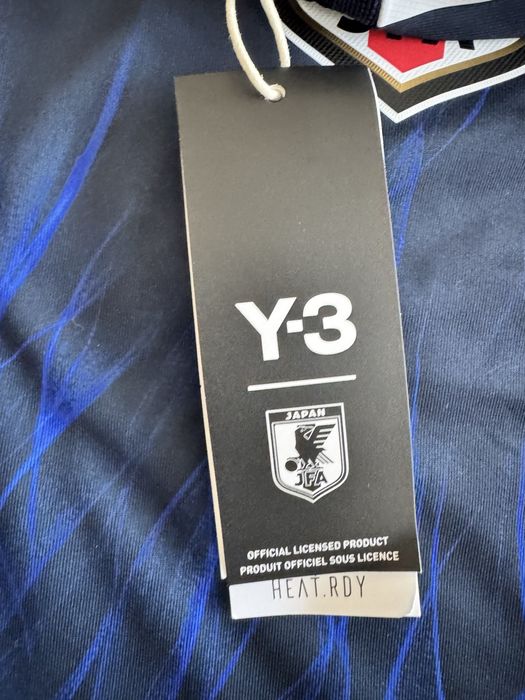 Y-3
JAPAN
JFA
OFFICIAL LICENSED PRODUCT
PRODUIT OFFICIEL SOUS LICENCE
HEAT.RDY